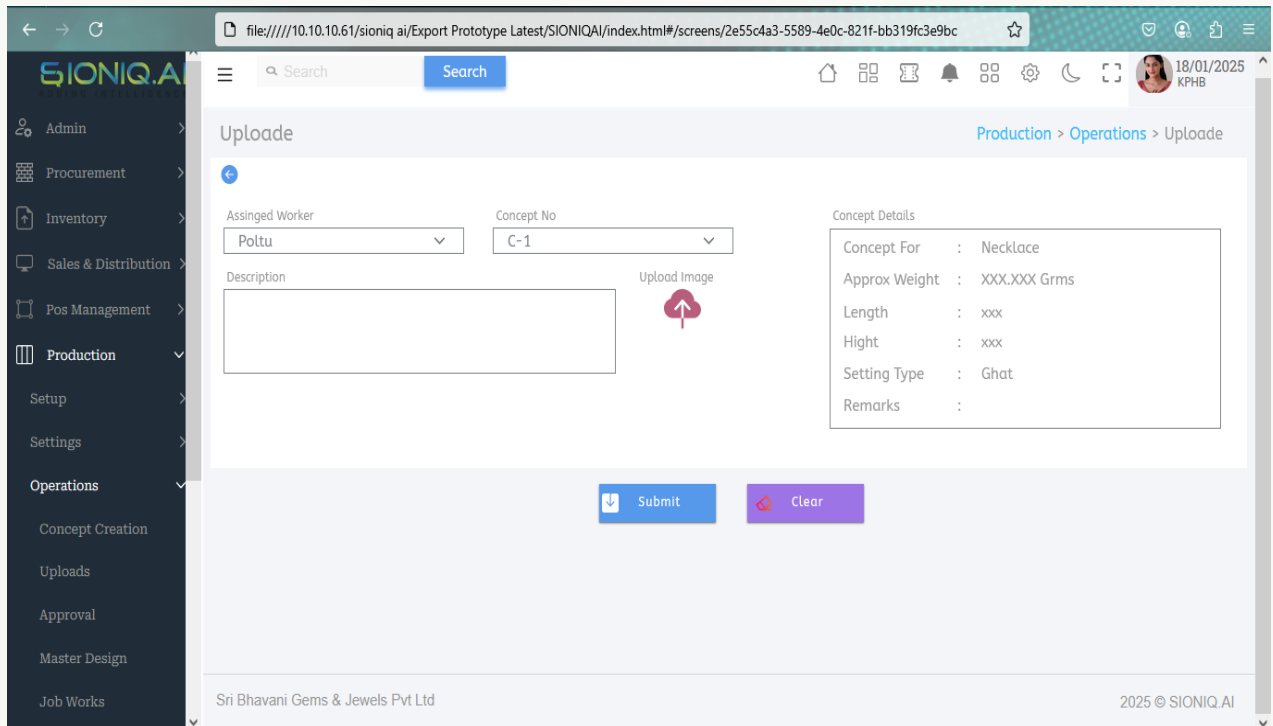 file://///10.10.10.61/sioniq ai/Export Prototype Latest/SIONIQAI/index.html#/screens/2e55c4a3-5589-4e0c-821f-bb319fc3e9bc
SIONIQ.AI
Search
Search
18/01/2025
KPHB
Admin
Procurement
Inventory
Sales & Distribution
Pos Management
Production
Setup
Settings
Operations
Concept Creation
Uploads
Approval
Master Design
Job Works
Uploade
Production > Operations > Uploade
Assinged Worker
Poltu
Concept No
C-1
Description
Upload Image
Concept Details
Concept For : Necklace
Approx Weight : XXX.XXX Grms
Length : xxx
Hight : xxx
Setting Type : Ghat
Remarks :
Submit
Clear
Sri Bhavani Gems & Jewels Pvt Ltd
2025 © SIONIQ.AI